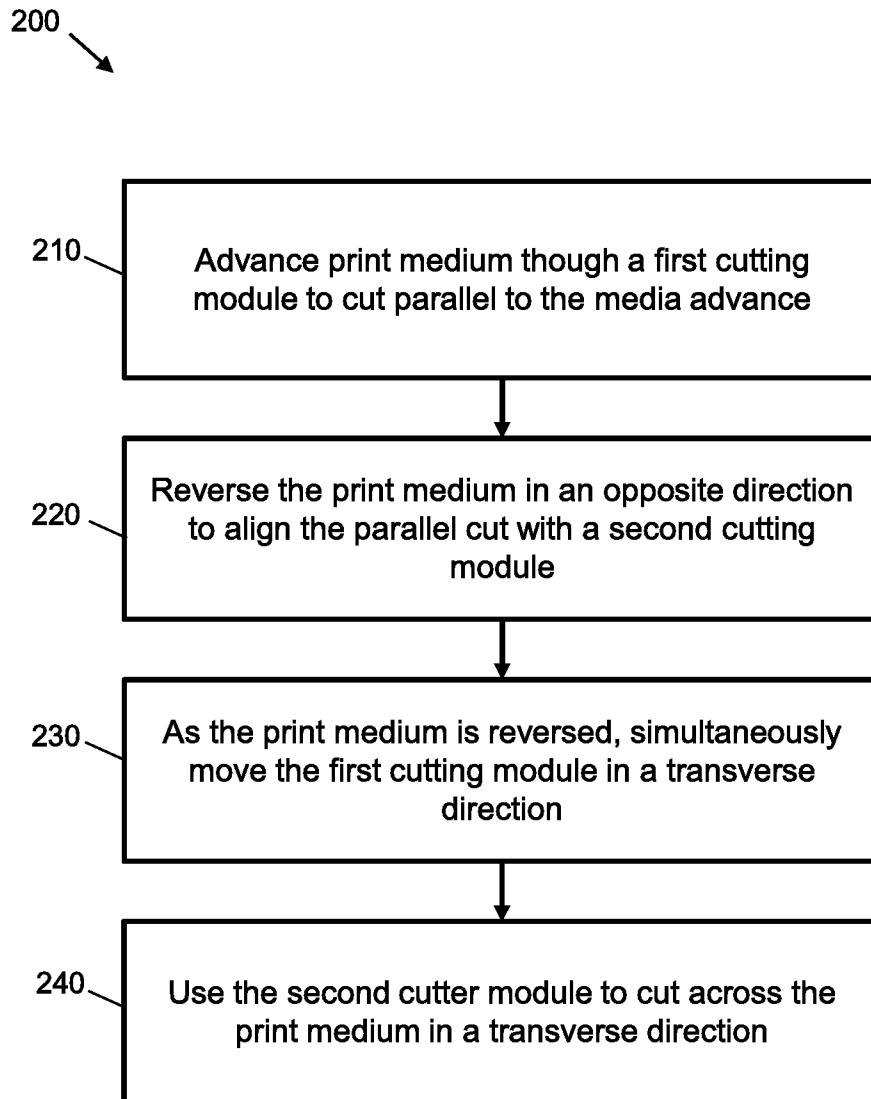 200
210
Advance print medium though a first cutting
module to cut parallel to the media advance
220
Reverse the print medium in an opposite direction
to align the parallel cut with a second cutting
module
230
As the print medium is reversed, simultaneously
move the first cutting module in a transverse
direction
240
Use the second cutter module to cut across the
print medium in a transverse direction